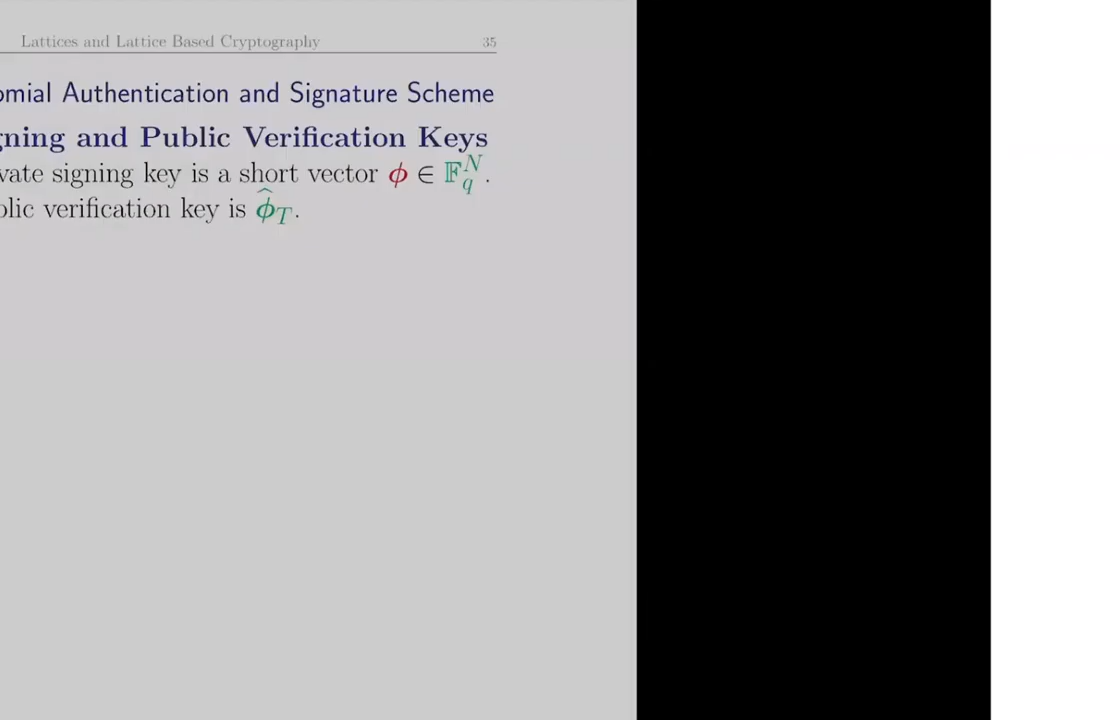 Lattices and Lattice Based Cryptography 35
omial Authentication and Signature Scheme
gning and Public Verification Keys
vate signing key is a short vector ϕ ∈ 𝔽_q^N.
olic verification key is ϕ̂_T.